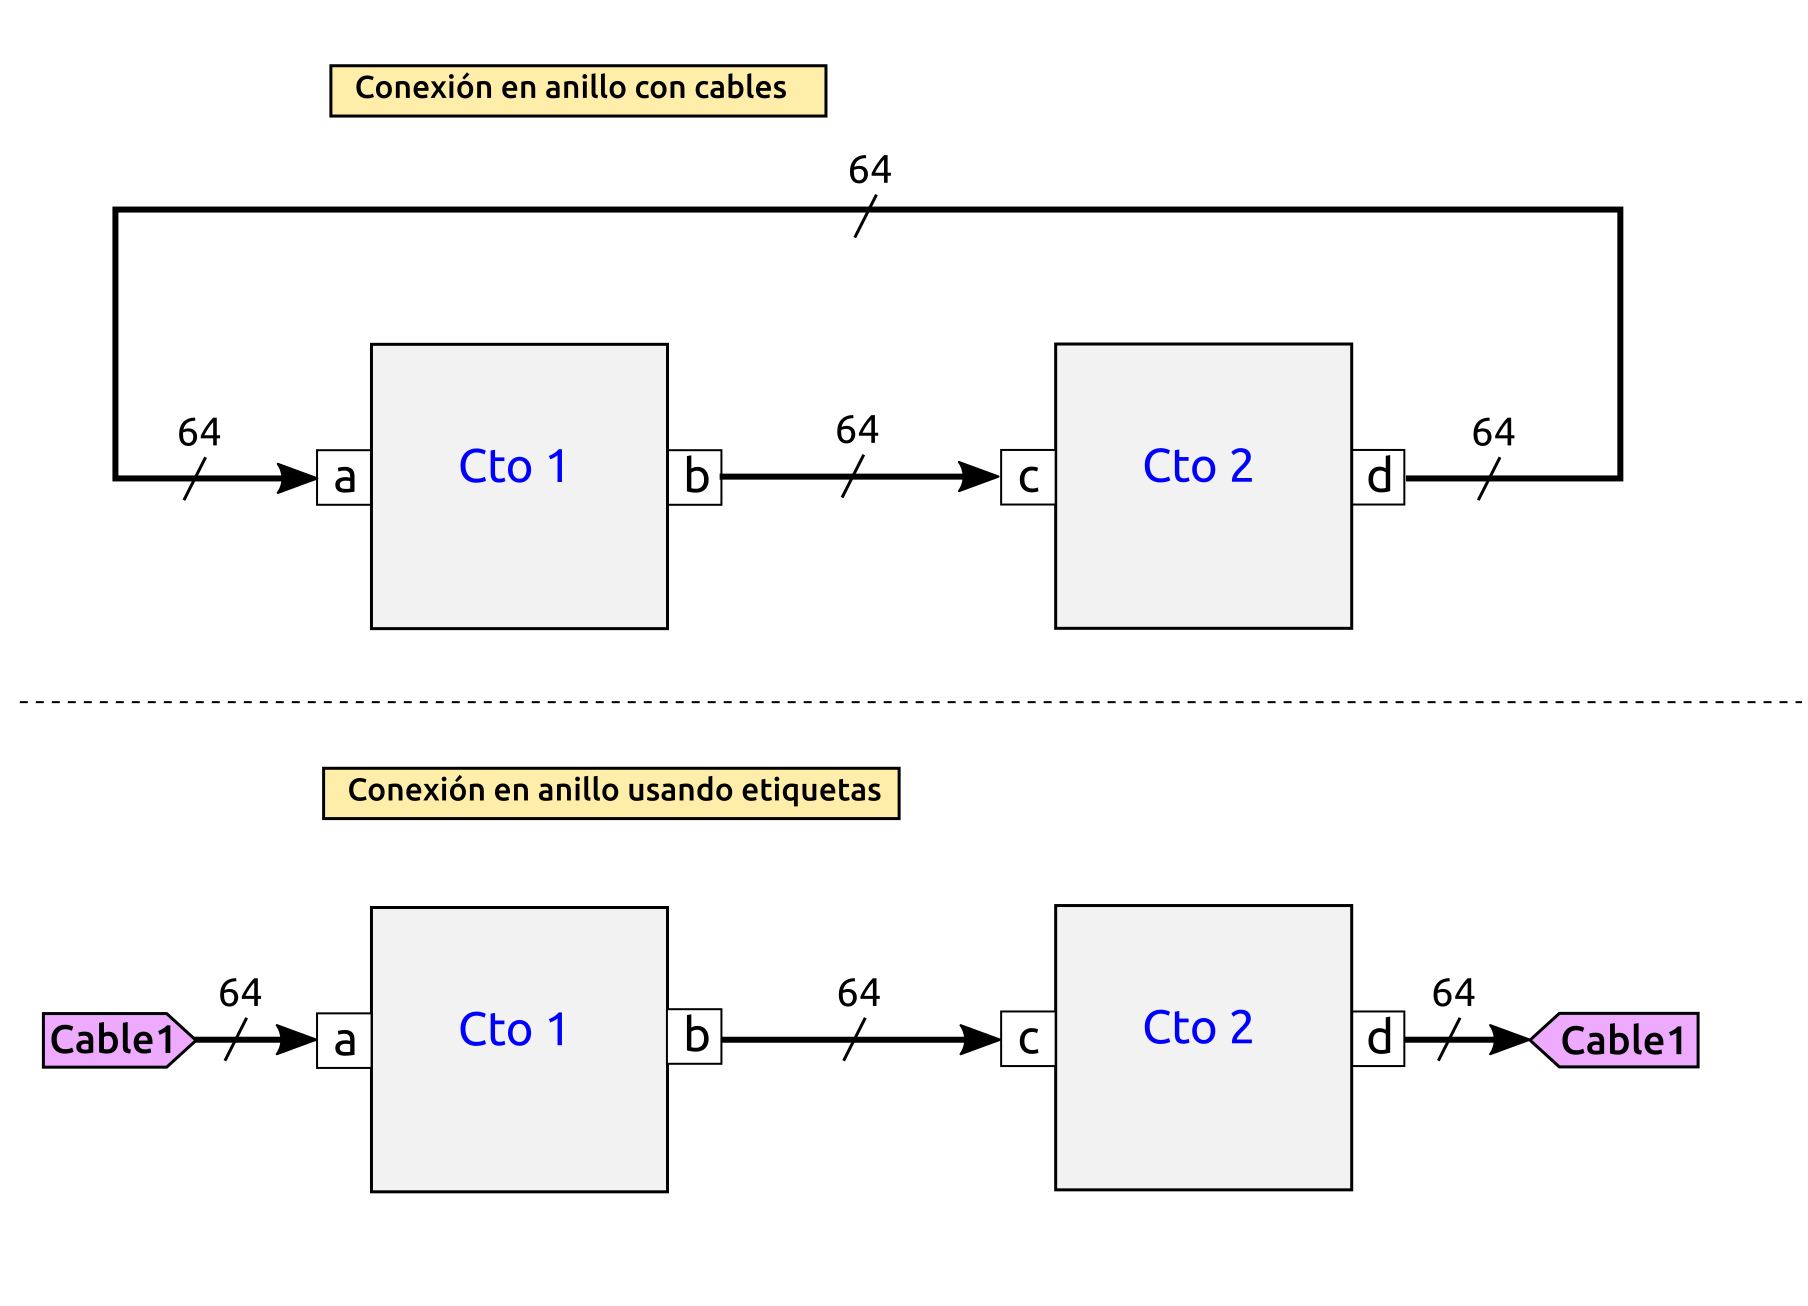 Conexión en anillo con cables
64
64
64
64
a
Cto 1
b
c
Cto 2
d
Conexión en anillo usando etiquetas
64
64
64
Cable1
a
Cto 1
b
c
Cto 2
d
Cable1